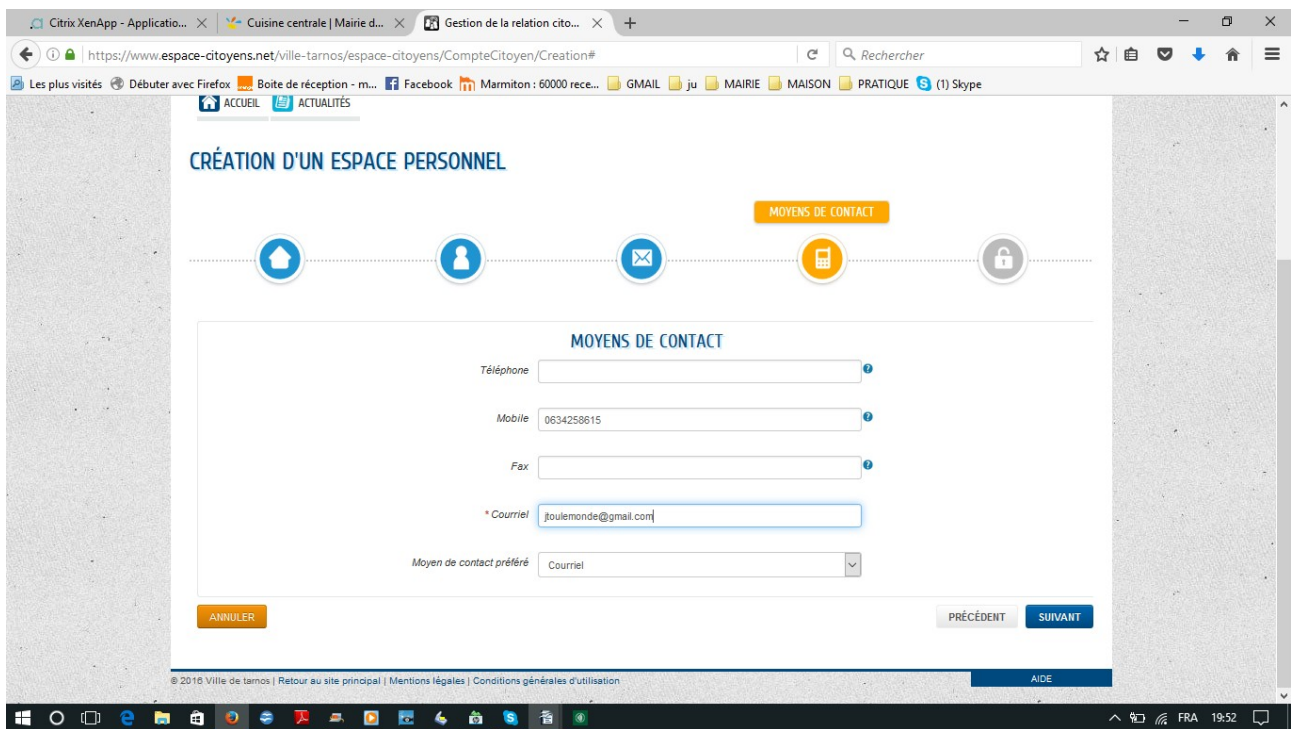 Citrix XenApp - Applicatio...
Cuisine centrale | Mairie d...
Gestion de la relation cito...
https://www.espace-citoyens.net/ville-tarnos/espace-citoyens/CompteCitoyen/Creation#
Rechercher
Les plus visités Débuter avec Firefox Boite de réception - m... Facebook Marmiton : 60000 rece... GMAIL ju MAIRIE MAISON PRATIQUE (1) Skype
ACCUEIL ACTUALITÉS
CRÉATION D'UN ESPACE PERSONNEL
MOYENS DE CONTACT
MOYENS DE CONTACT
Téléphone
Mobile 0634258615
Fax
* Courriel jtoulemonde@gmail.com
Moyen de contact préféré Courriel
ANNULER PRÉCÉDENT SUIVANT
© 2016 Ville de tarnos | Retour au site principal | Mentions légales | Conditions générales d'utilisation AIDE
FRA 19:52